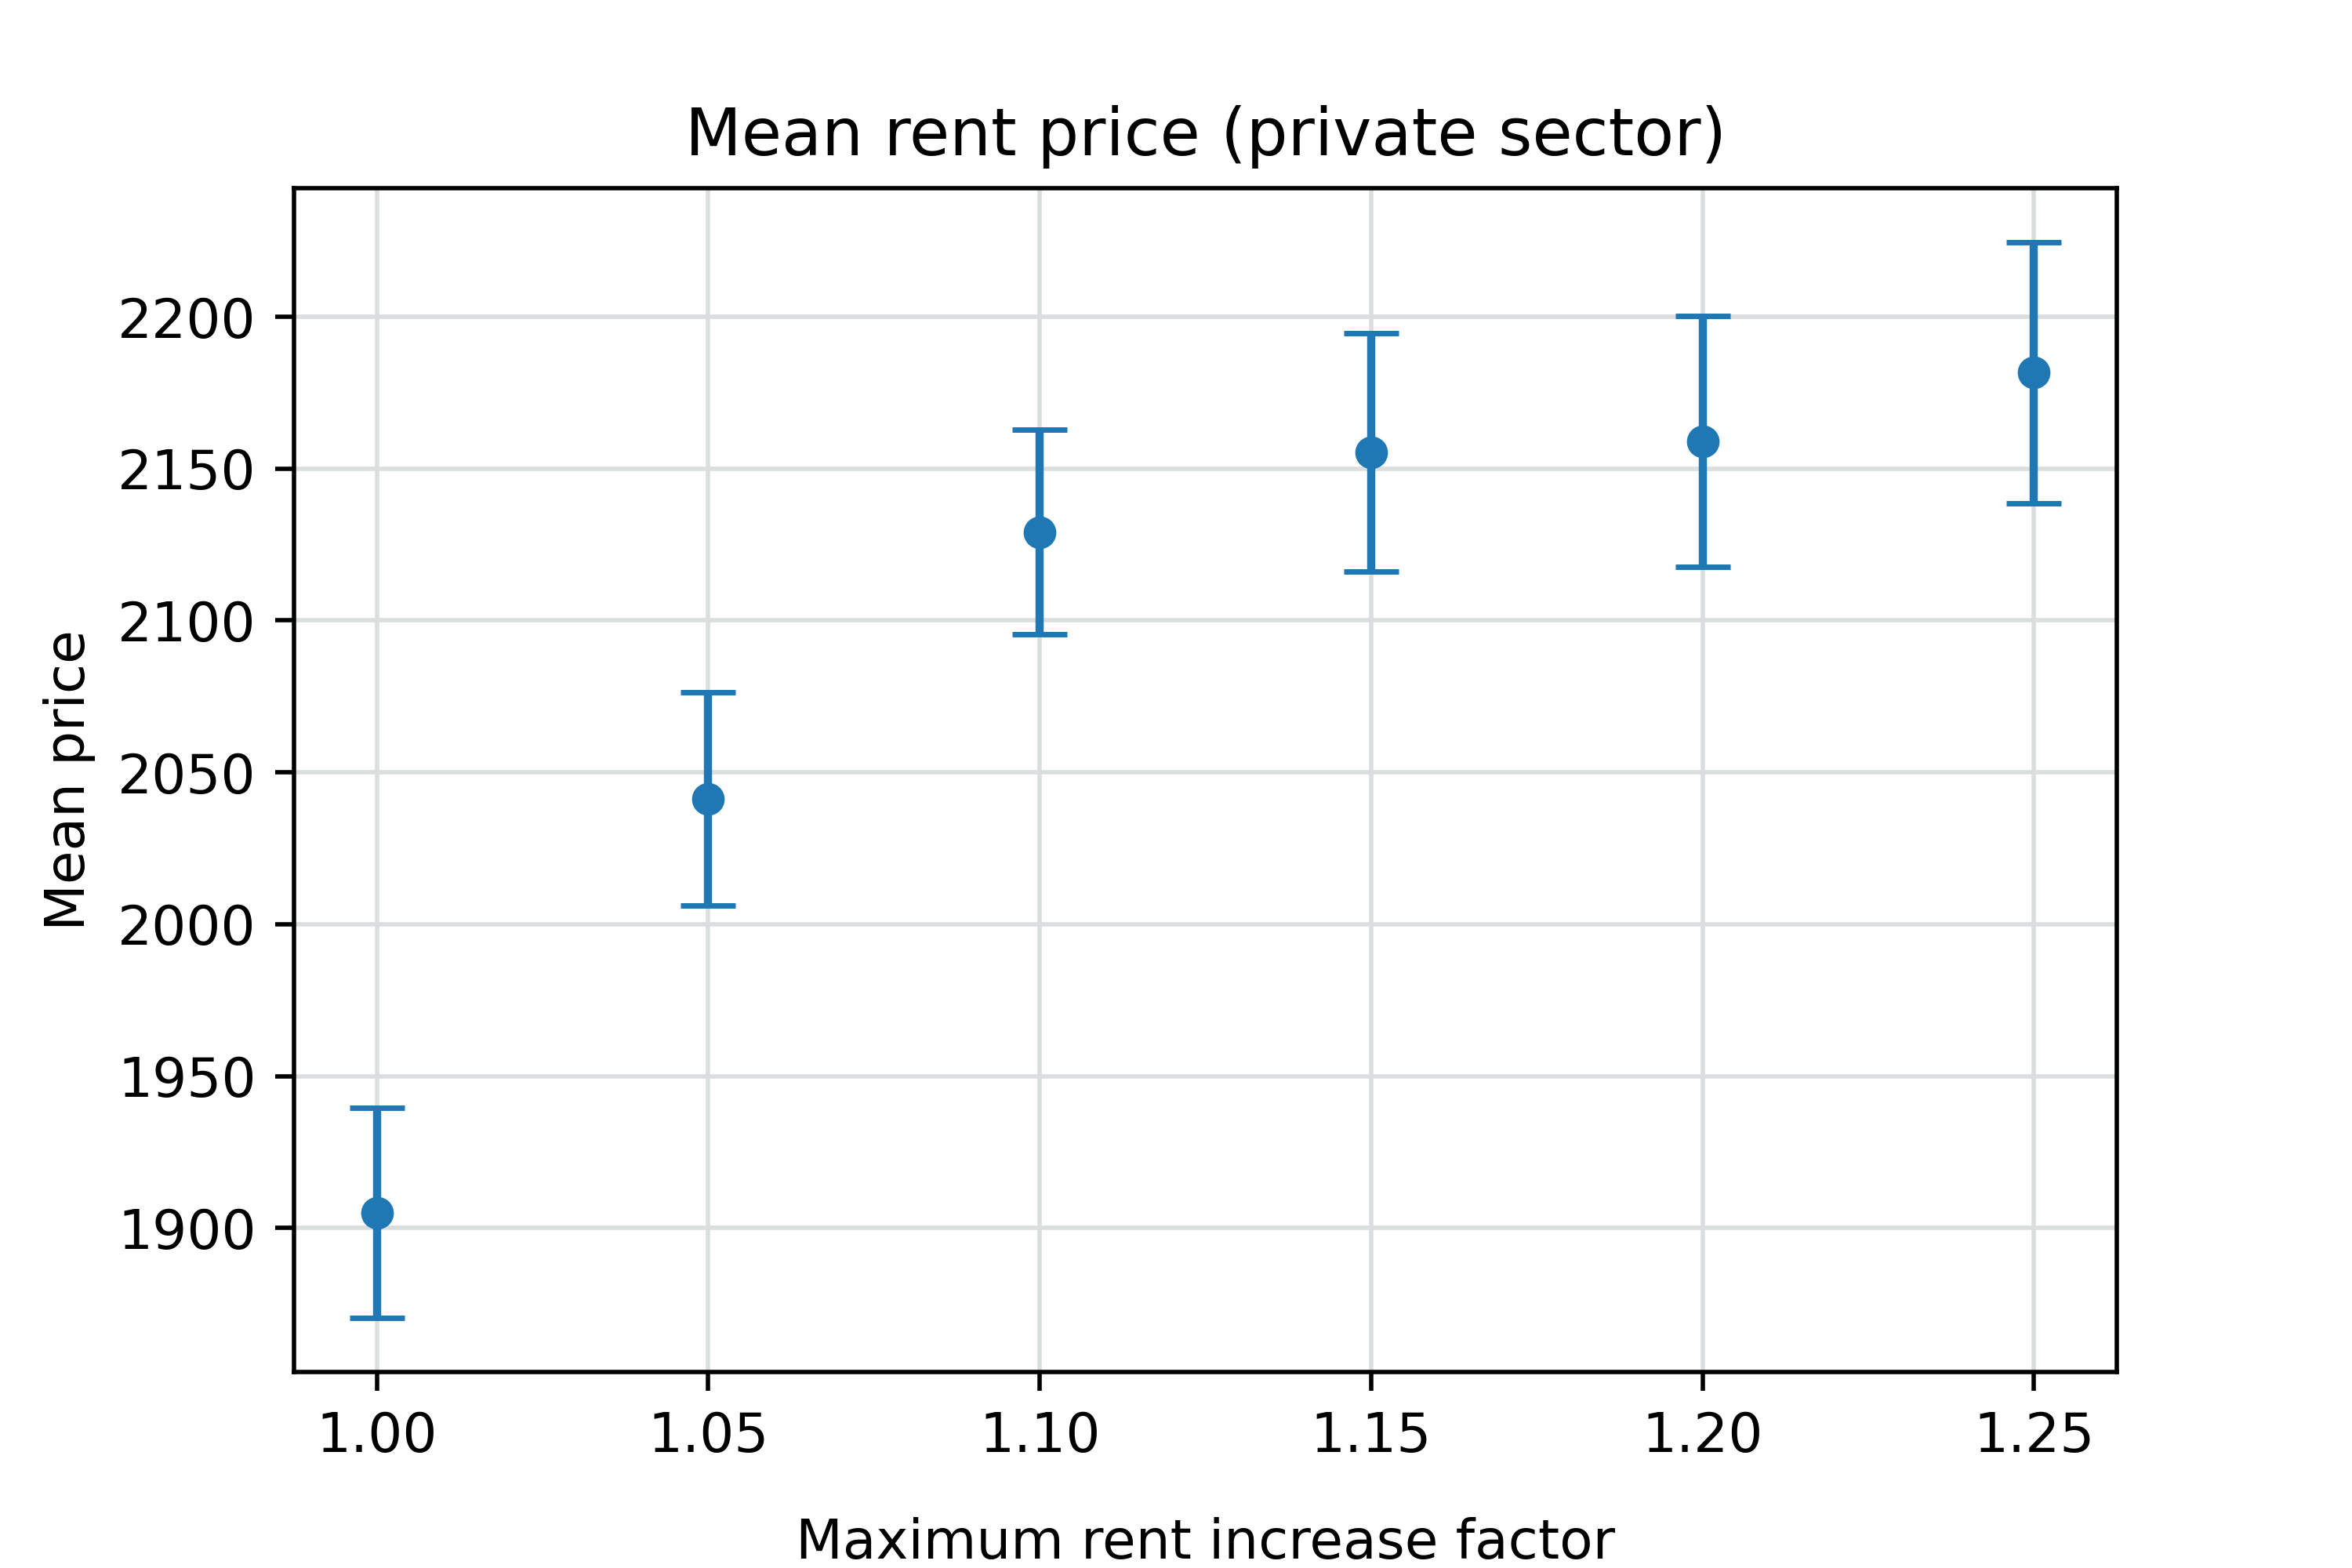 Mean rent price (private sector)
Mean price
2200
2150
2100
2050
2000
1950
1900
1.00 1.05 1.10 1.15 1.20 1.25
Maximum rent increase factor